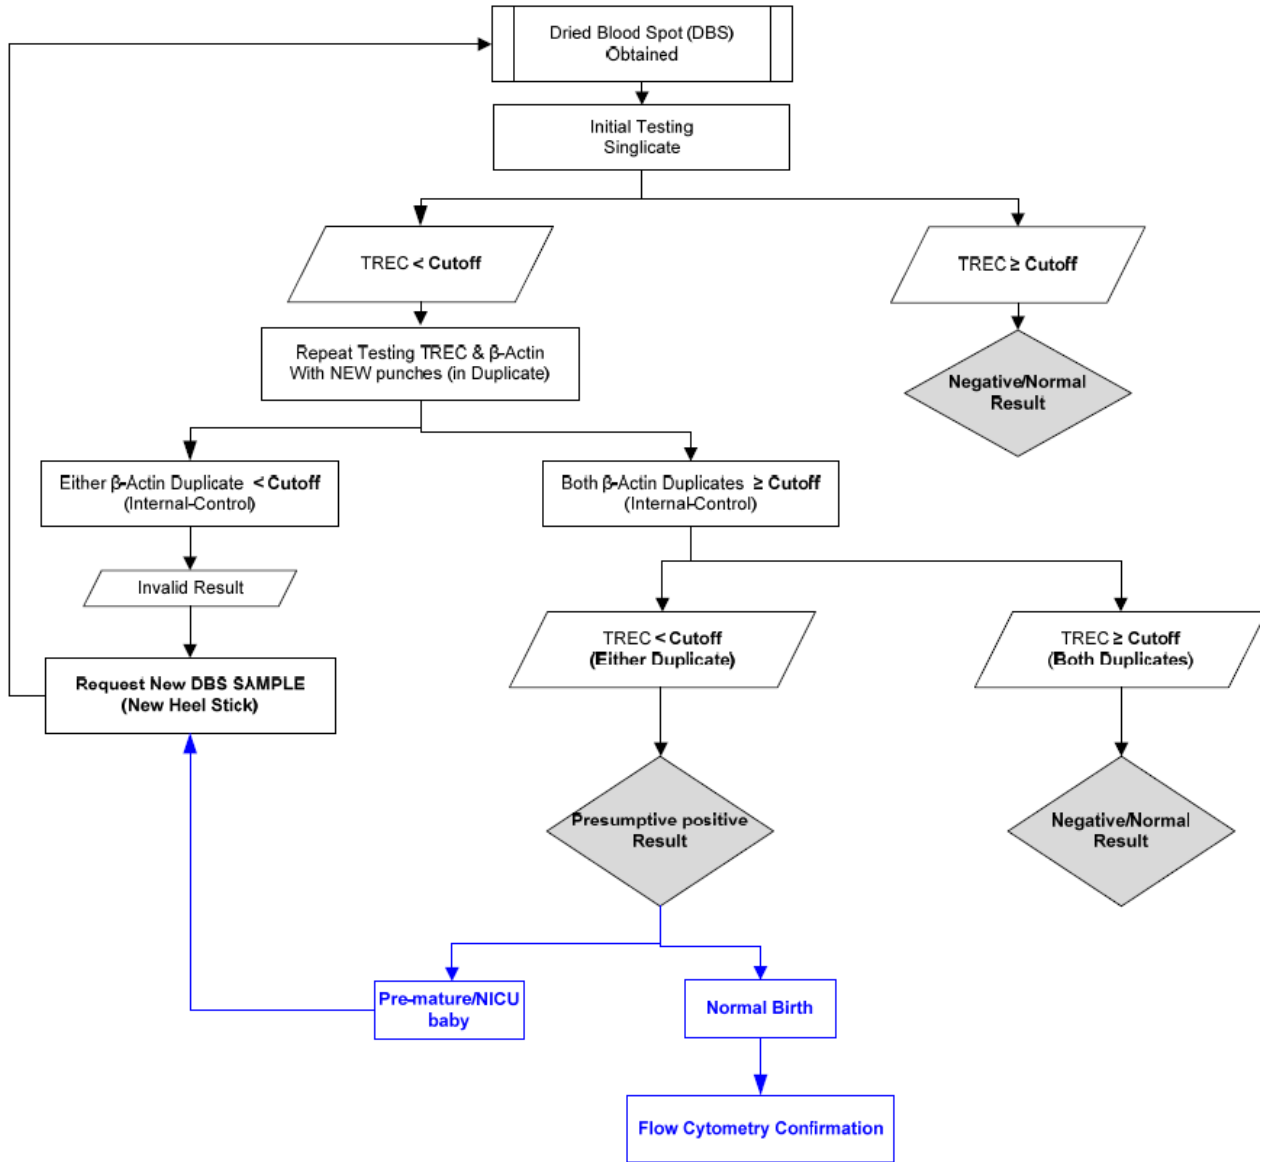 Dried Blood Spot (DBS)
Obtained
Initial Testing
Singlicate
TREC < Cutoff
TREC ≥ Cutoff
Repeat Testing TREC & β-Actin
With NEW punches (in Duplicate)
Negative/Normal
Result
Either β-Actin Duplicate < Cutoff
(Internal-Control)
Both β-Actin Duplicates ≥ Cutoff
(Internal-Control)
Invalid Result
TREC < Cutoff
(Either Duplicate)
TREC ≥ Cutoff
(Both Duplicates)
Request New DBS SAMPLE
(New Heel Stick)
Presumptive positive
Result
Negative/Normal
Result
Pre-mature/NICU
baby
Normal Birth
Flow Cytometry Confirmation